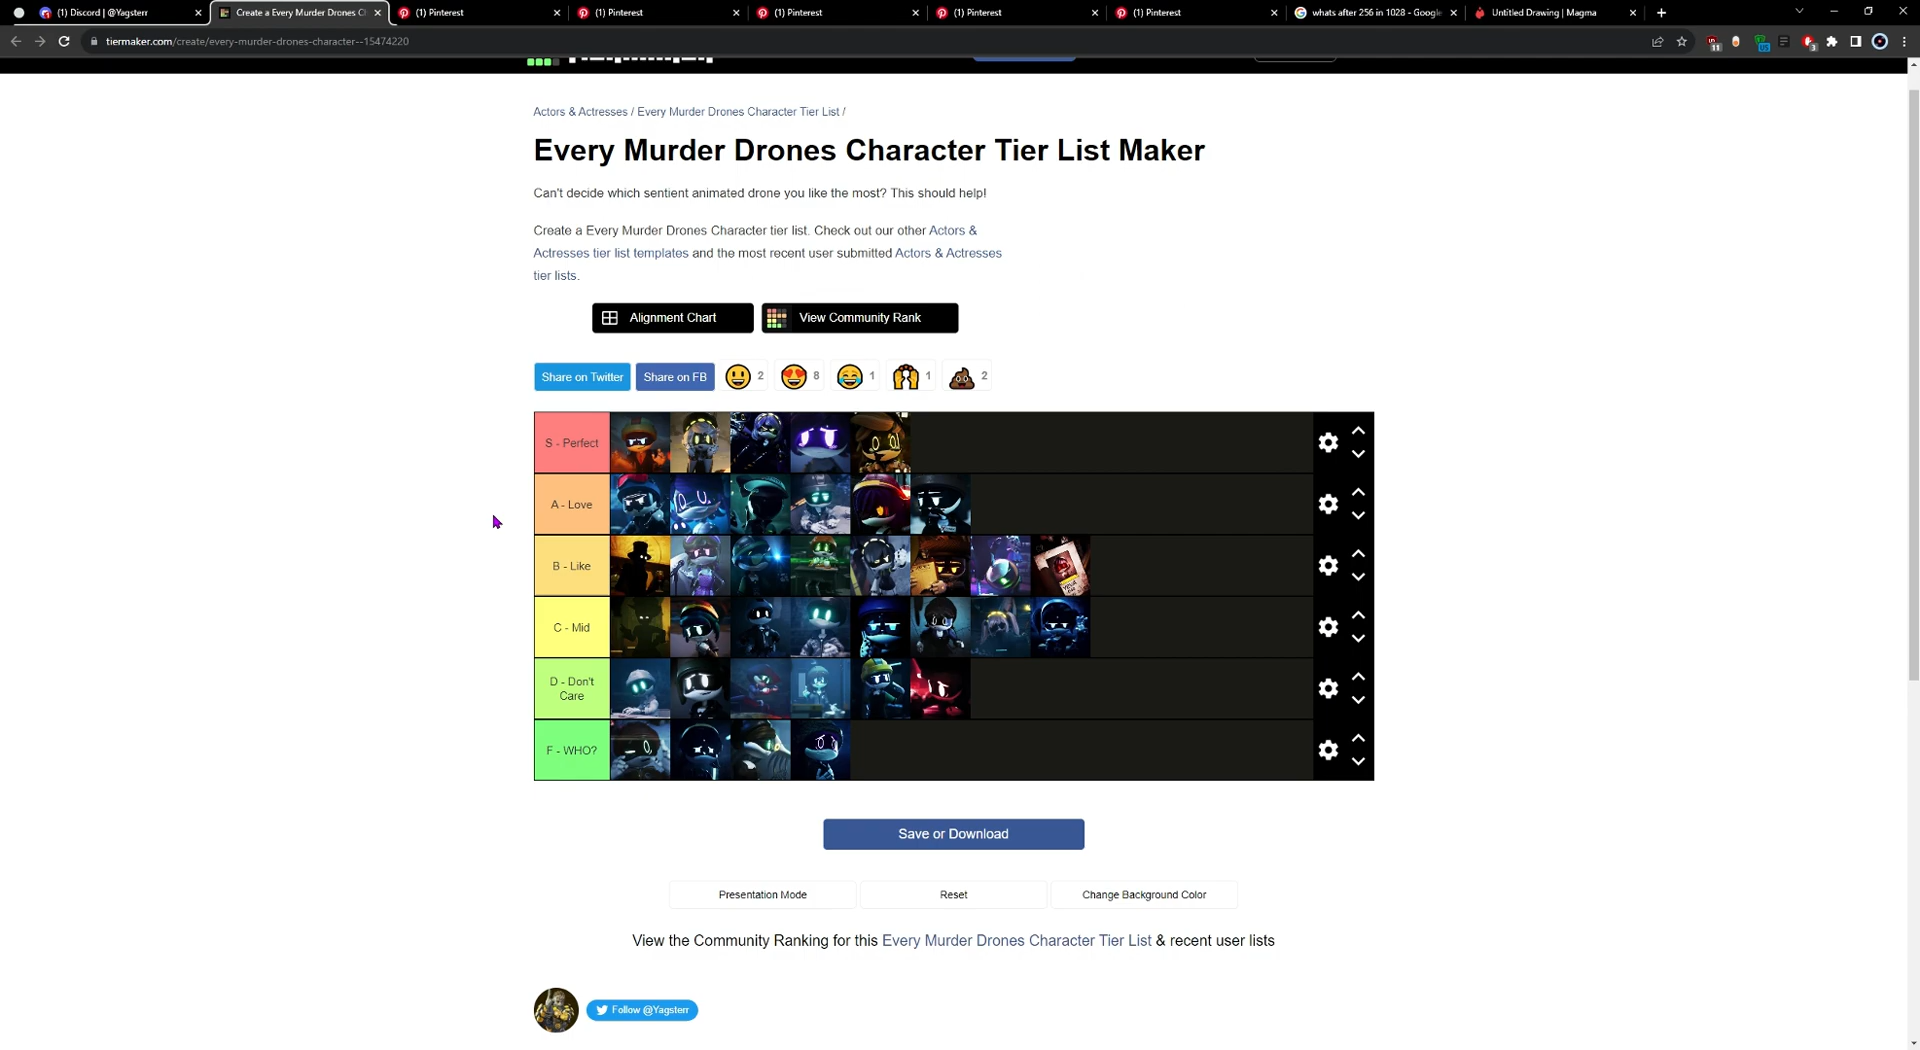 (1) Discord | @Yagsterr
Create a Every Murder Drones Ch
(1) Pinterest
(1) Pinterest
(1) Pinterest
(1) Pinterest
(1) Pinterest
whats after 256 in 1028 - Google
Untitled Drawing | Magma
tiermaker.com/create/every-murder-drones-character--15474220
11
3
Actors & Actresses / Every Murder Drones Character Tier List /
Every Murder Drones Character Tier List Maker
Can't decide which sentient animated drone you like the most? This should help!
Create a Every Murder Drones Character tier list. Check out our other Actors &
Actresses tier list templates and the most recent user submitted Actors & Actresses
tier lists.
Alignment Chart
View Community Rank
Share on Twitter
Share on FB
2
8
1
1
2
S - Perfect
A - Love
B - Like
C - Mid
D - Don't
Care
F - WHO?
Save or Download
Presentation Mode
Reset
Change Background Color
View the Community Ranking for this Every Murder Drones Character Tier List & recent user lists
Follow @Yagsterr